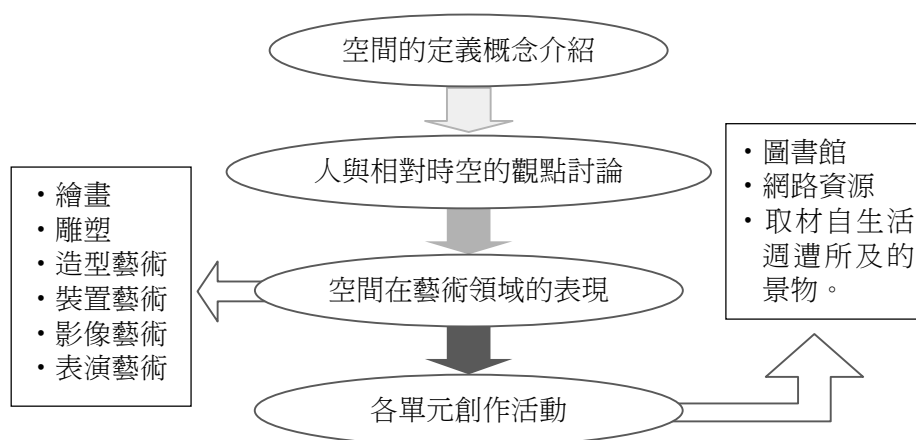 空間的定義概念介紹
人與相對時空的觀點討論
・圖書館
・網路資源
・取材自生活
週遭所及的
景物。
・繪畫
・雕塑
・造型藝術
・裝置藝術
・影像藝術
・表演藝術
空間在藝術領域的表現
各單元創作活動